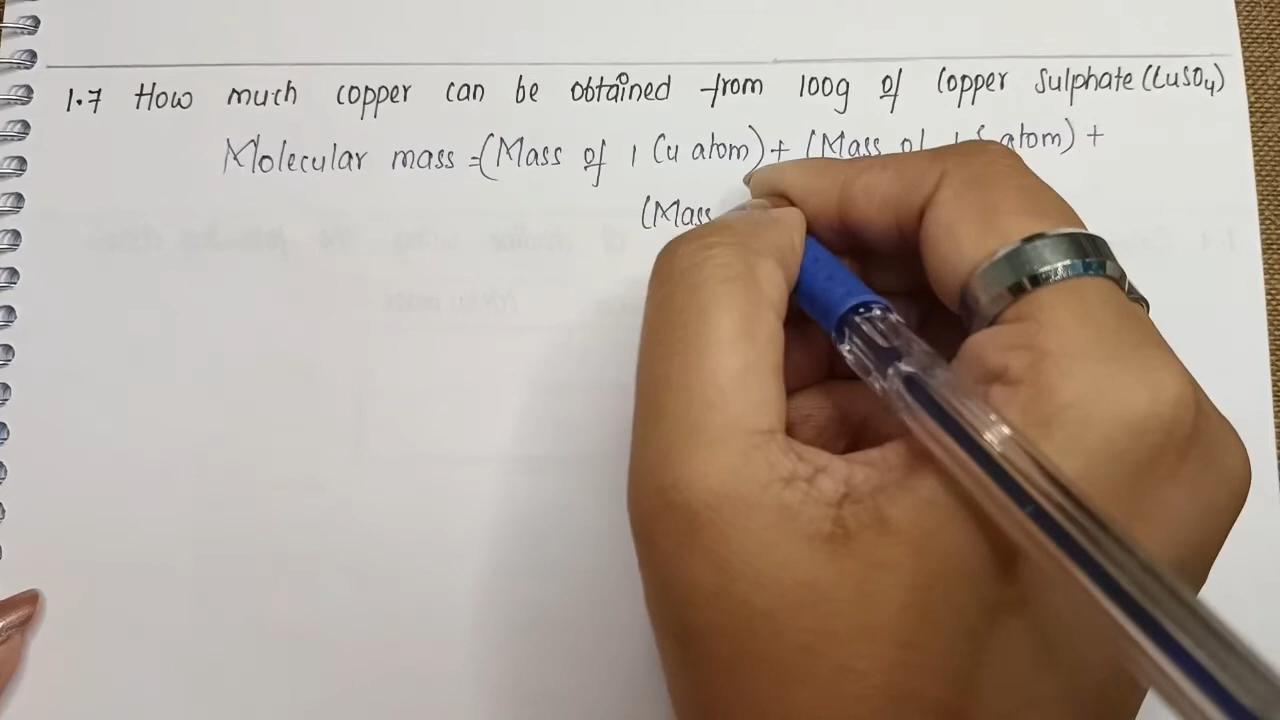 1.7 How much copper can be obtained from 100g of Copper Sulphate (CuSO4)
Molecular mass =(Mass of 1 Cu atom)+ (Mass of 1 S atom) +
(Mass